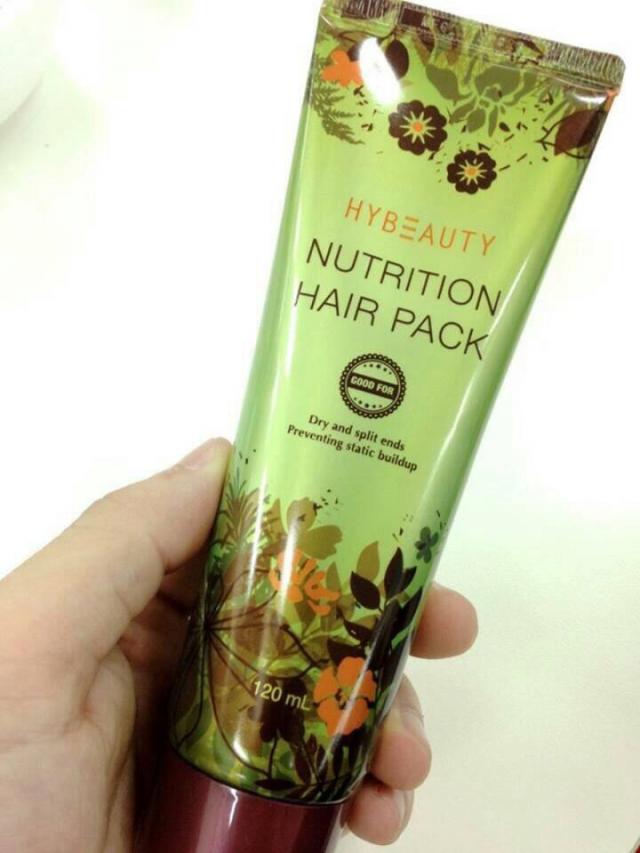 HYBEAUTY
NUTRITION
HAIR PACK
GOOD FOR
Dry and split ends
Preventing static buildup
120 mL